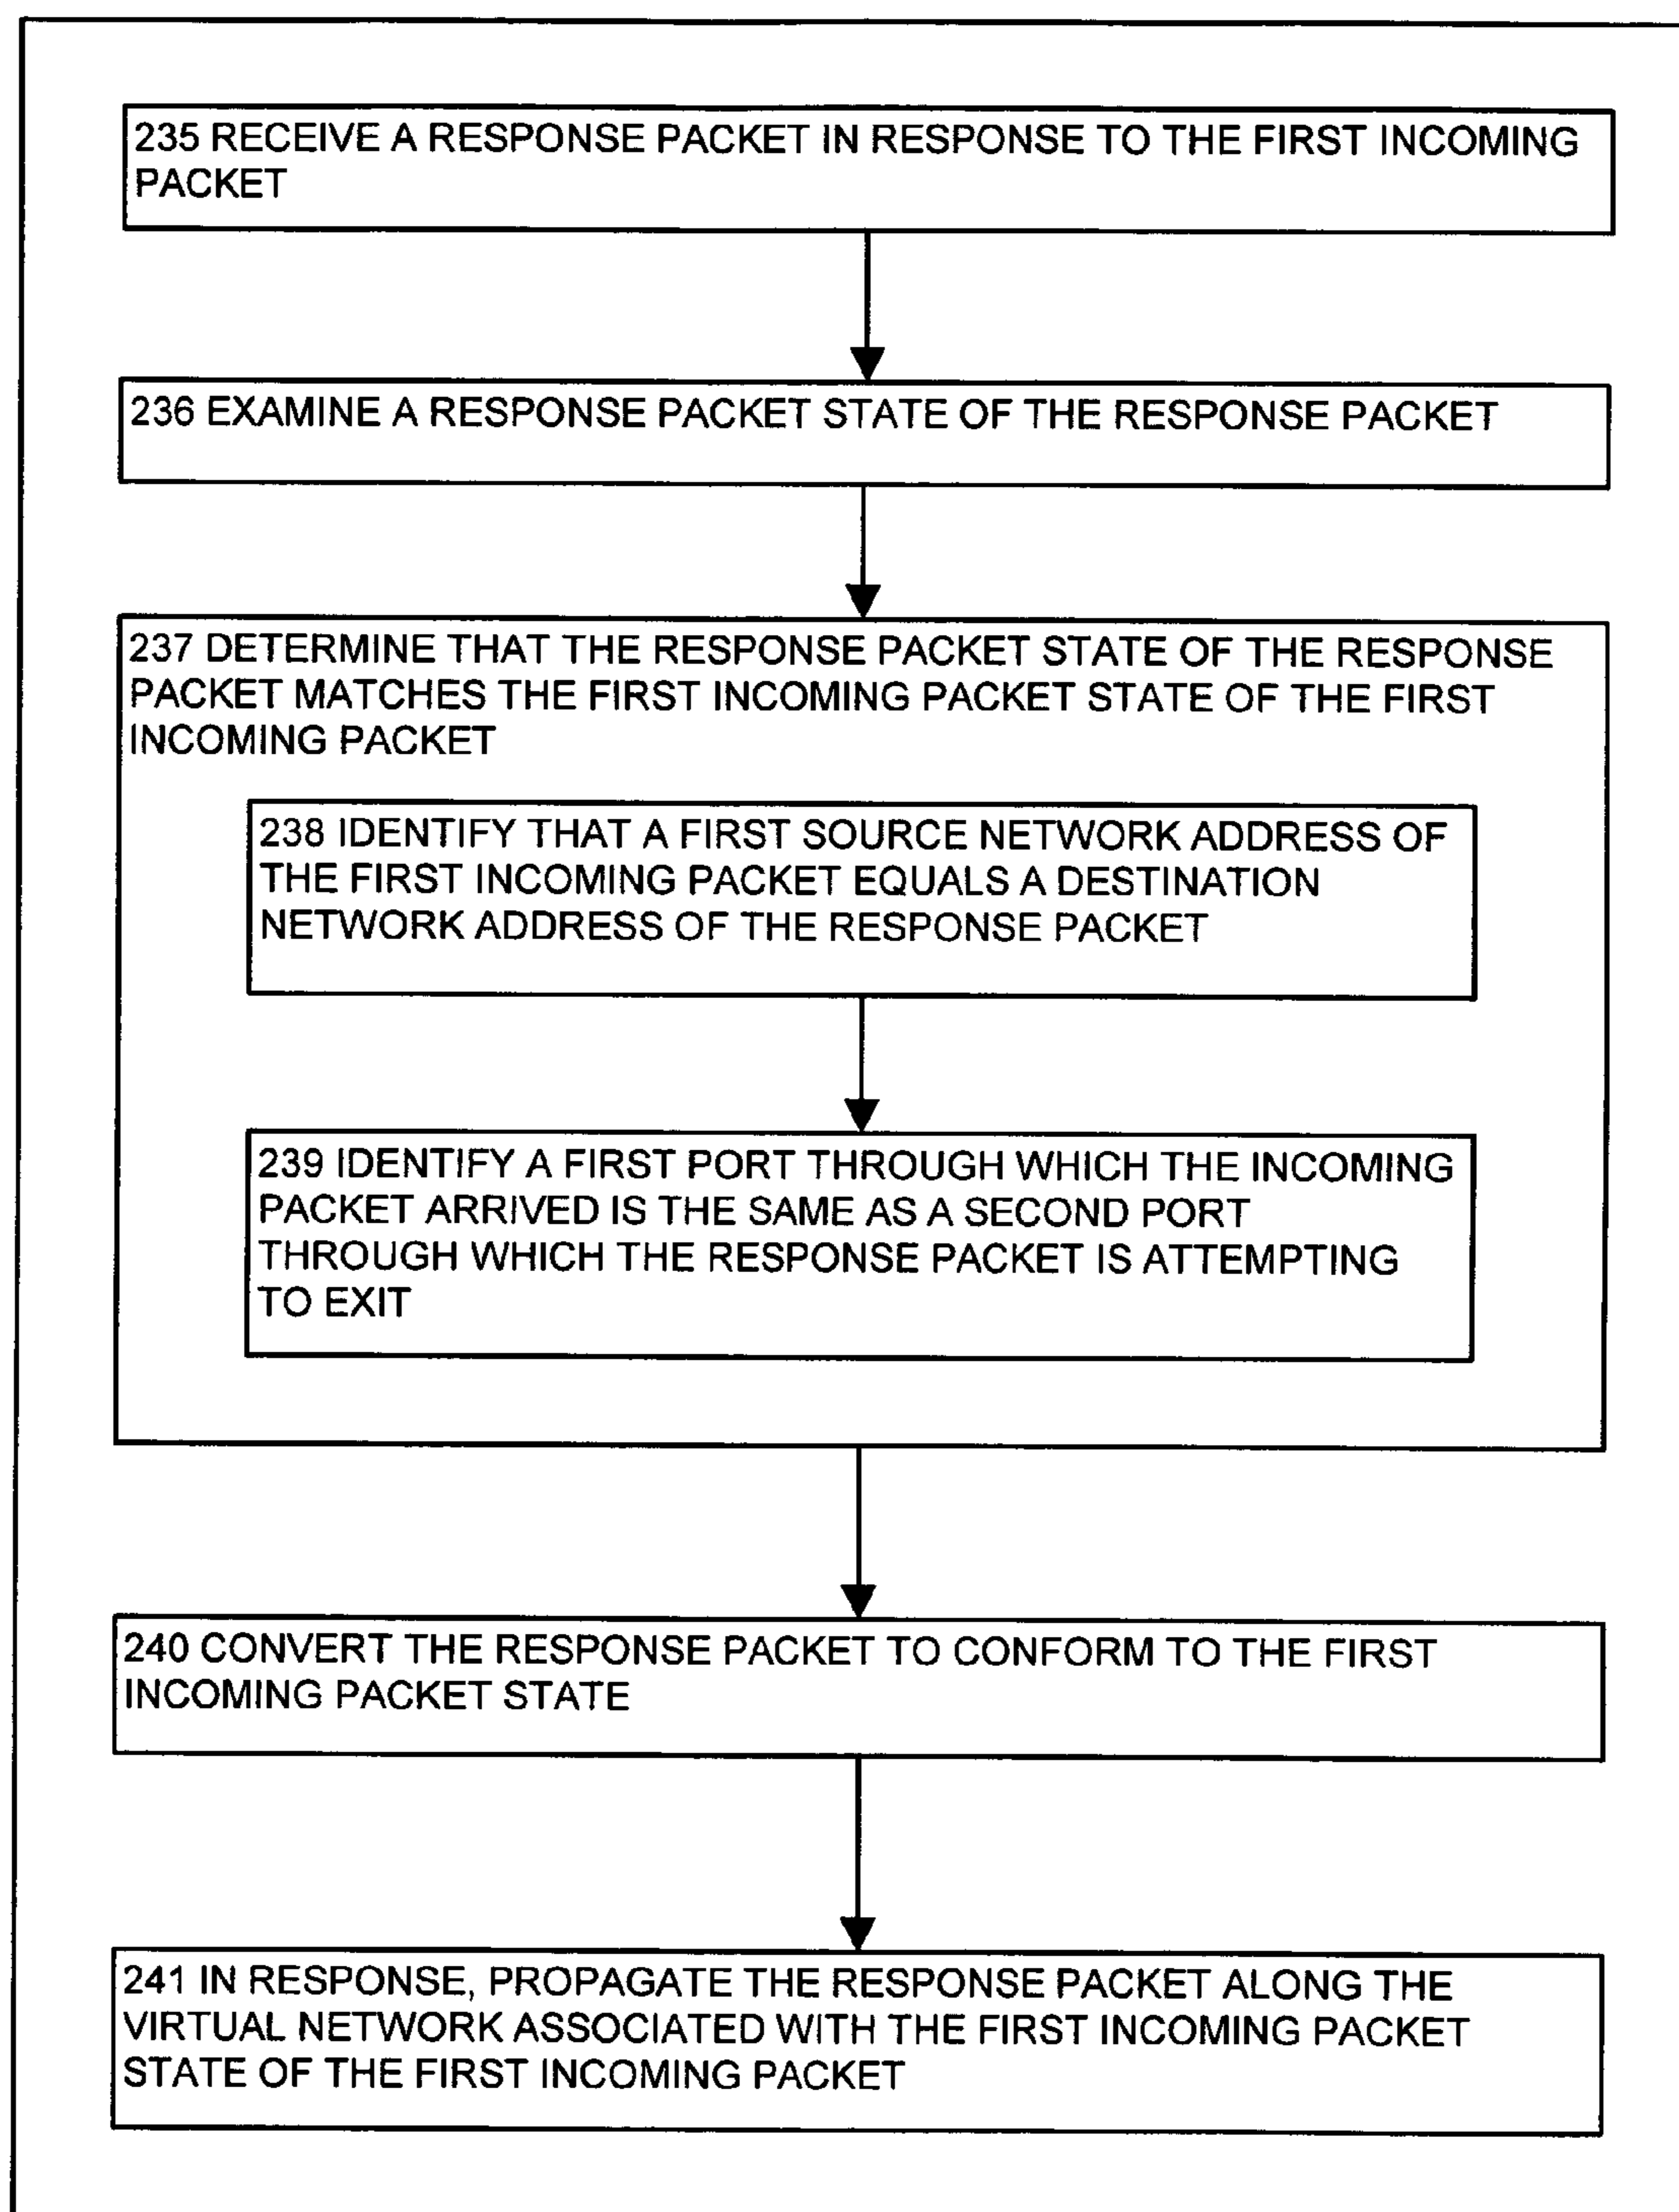 235 RECEIVE A RESPONSE PACKET IN RESPONSE TO THE FIRST INCOMING
PACKET
236 EXAMINE A RESPONSE PACKET STATE OF THE RESPONSE PACKET
237 DETERMINE THAT THE RESPONSE PACKET STATE OF THE RESPONSE
PACKET MATCHES THE FIRST INCOMING PACKET STATE OF THE FIRST
INCOMING PACKET
238 IDENTIFY THAT A FIRST SOURCE NETWORK ADDRESS OF
THE FIRST INCOMING PACKET EQUALS A DESTINATION
NETWORK ADDRESS OF THE RESPONSE PACKET
239 IDENTIFY A FIRST PORT THROUGH WHICH THE INCOMING
PACKET ARRIVED IS THE SAME AS A SECOND PORT
THROUGH WHICH THE RESPONSE PACKET IS ATTEMPTING
TO EXIT
240 CONVERT THE RESPONSE PACKET TO CONFORM TO THE FIRST
INCOMING PACKET STATE
241 IN RESPONSE, PROPAGATE THE RESPONSE PACKET ALONG THE
VIRTUAL NETWORK ASSOCIATED WITH THE FIRST INCOMING PACKET
STATE OF THE FIRST INCOMING PACKET